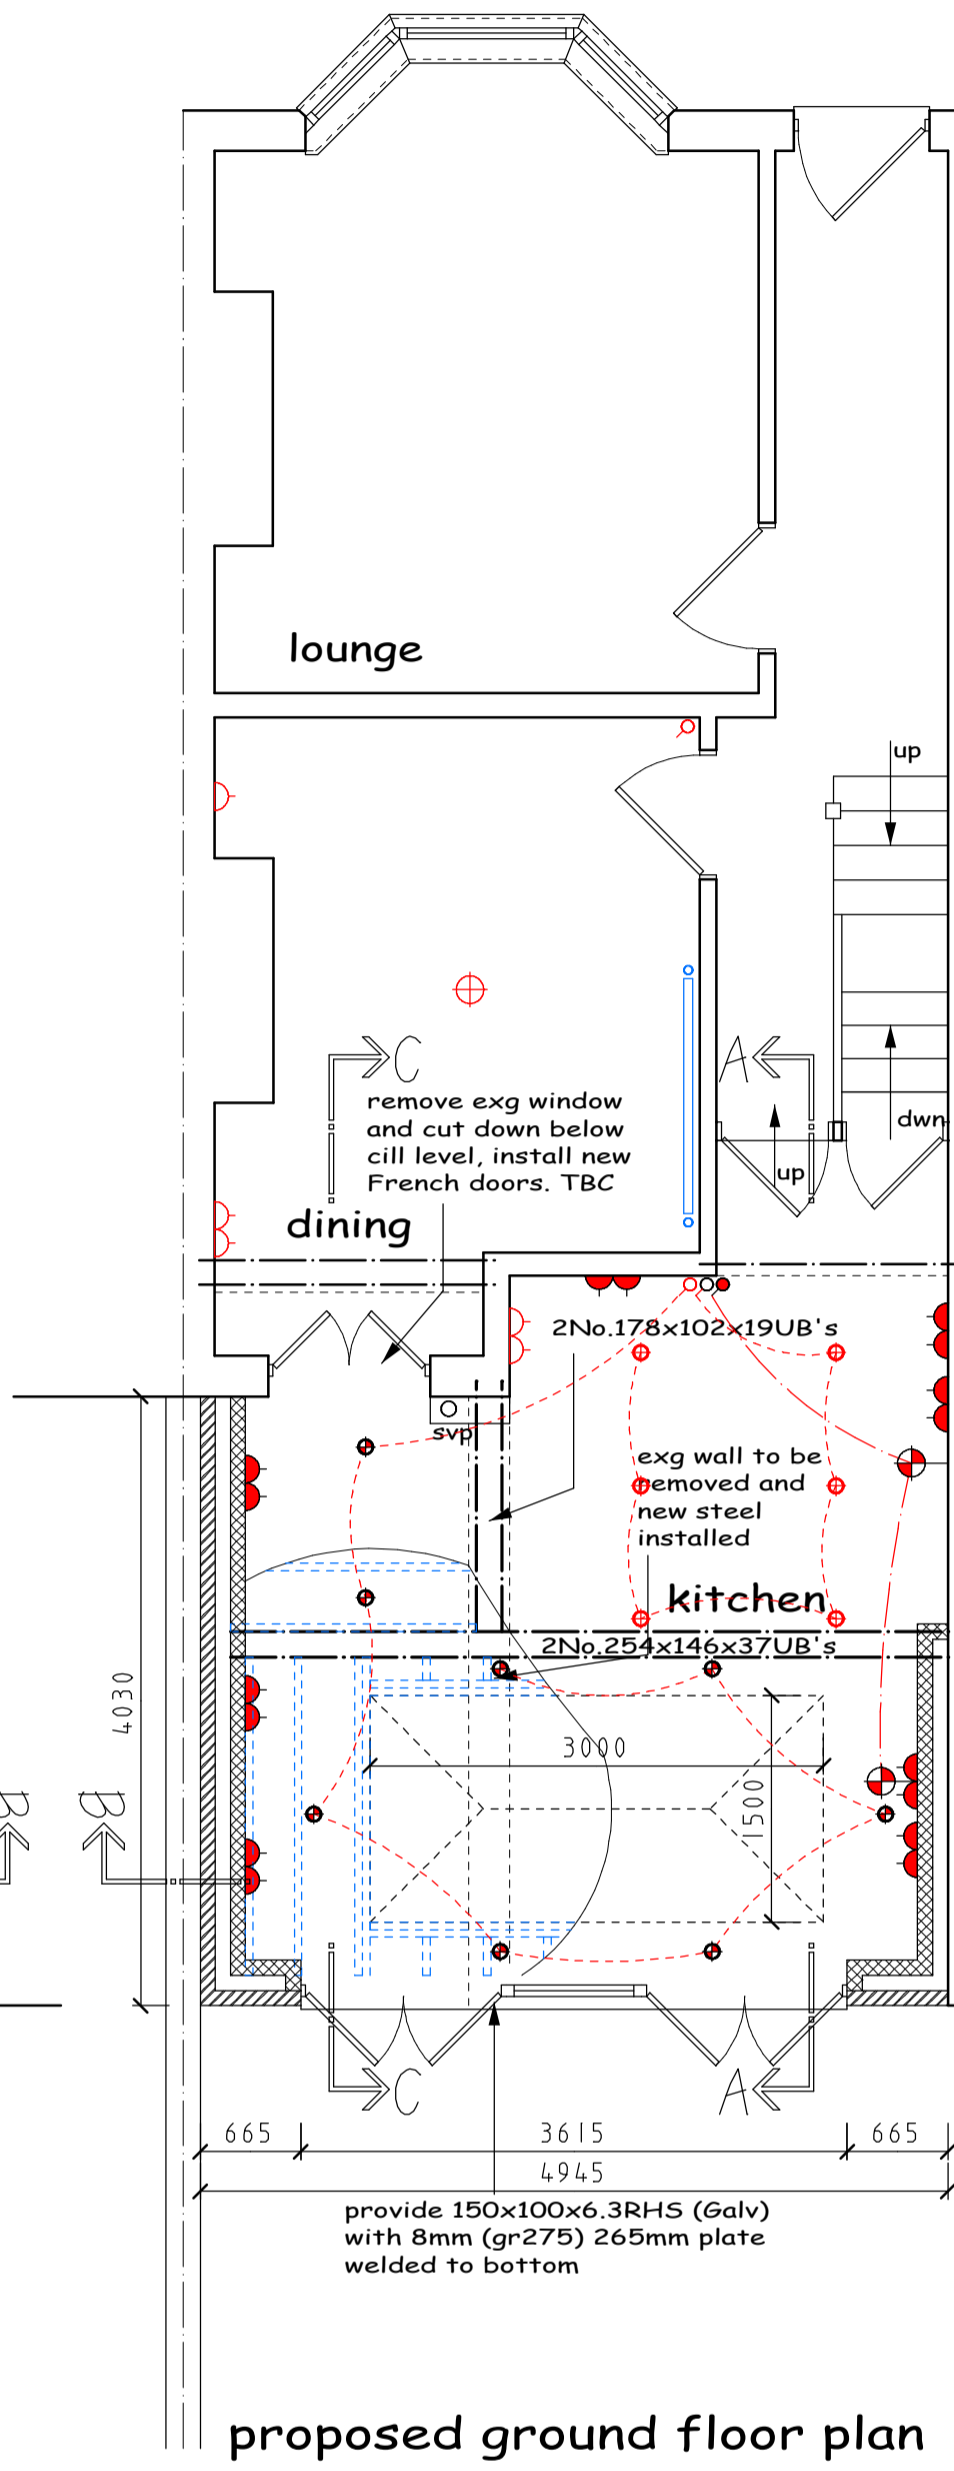 lounge
up
C
A
remove exg window
and cut down below
cill level, install new
French doors. TBC
dwn
up
dining
2No.178x102x19UB's
svp
exg wall to be
removed and
new steel
installed
kitchen
2No.254x146x37UB's
4030
3000
1500
B
B
C
A
665
3615
665
4945
provide 150x100x6.3RHS (Galv)
with 8mm (gr275) 265mm plate
welded to bottom
proposed ground floor plan